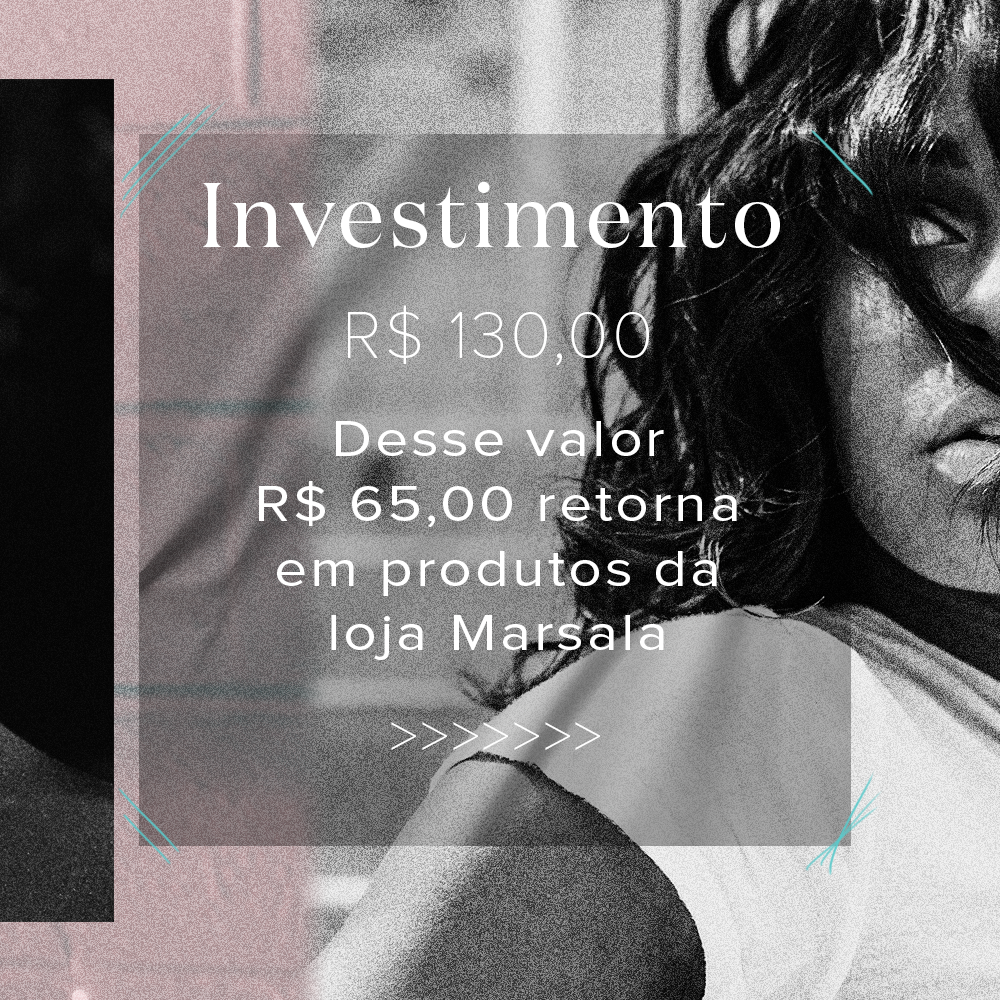 Investimento
R$ 130,00
Desse valor
R$ 65,00 retorna
em produtos da
loja Marsala
>>>>>>>